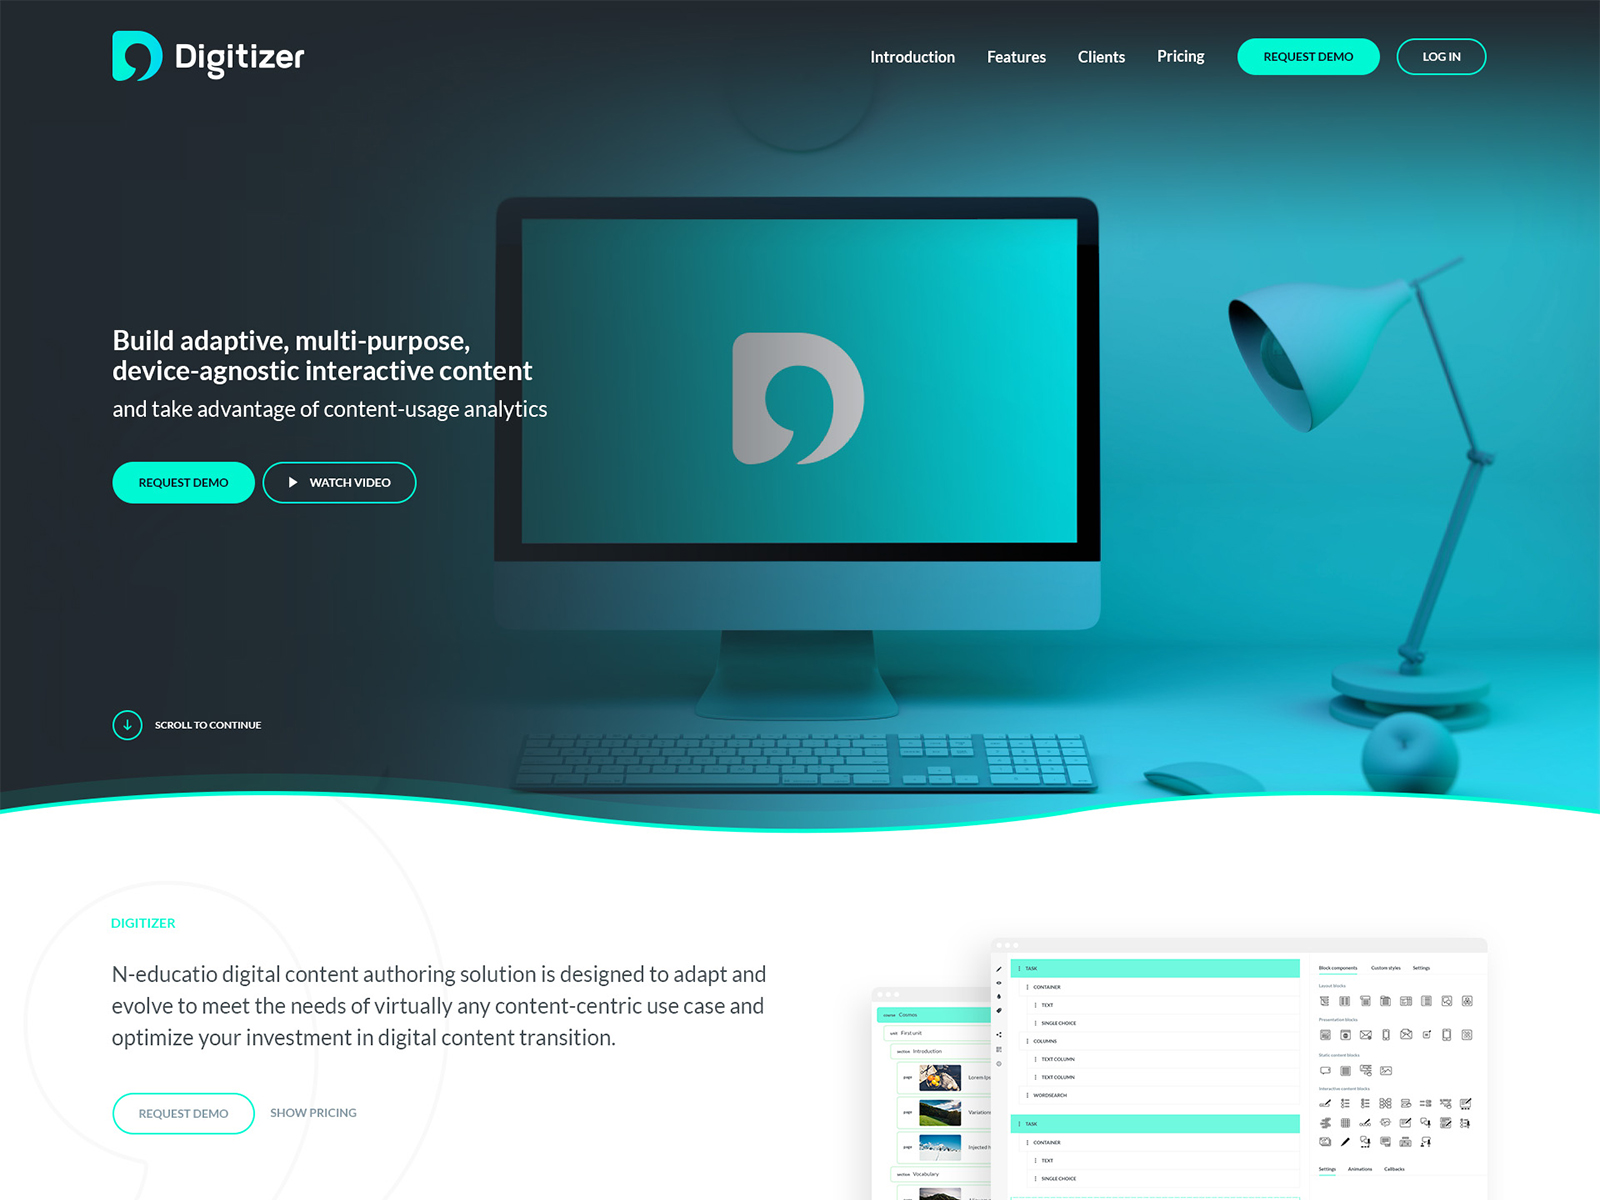 Digitizer
Introduction Features Clients Pricing REQUEST DEMO LOG IN
Build adaptive, multi-purpose,
device-agnostic interactive content
and take advantage of content-usage analytics
REQUEST DEMO WATCH VIDEO
SCROLL TO CONTINUE
DIGITIZER
N-educatio digital content authoring solution is designed to adapt and
evolve to meet the needs of virtually any content-centric use case and
optimize your investment in digital content transition.
REQUEST DEMO SHOW PRICING
course Cosmos
unit First unit
section Introduction
page Lorem Ips
page Variation
page Injected h
section Vocabulary
TASK
CONTAINER
TEXT
SINGLE CHOICE
COLUMNS
TEXT COLUMN
TEXT COLUMN
WORDSEARCH
TASK
CONTAINER
TEXT
SINGLE CHOICE
Block components Custom styles Settings
Layout blocks
Presentation blocks
Static content blocks
Interactive content blocks
Settings Animations Callbacks